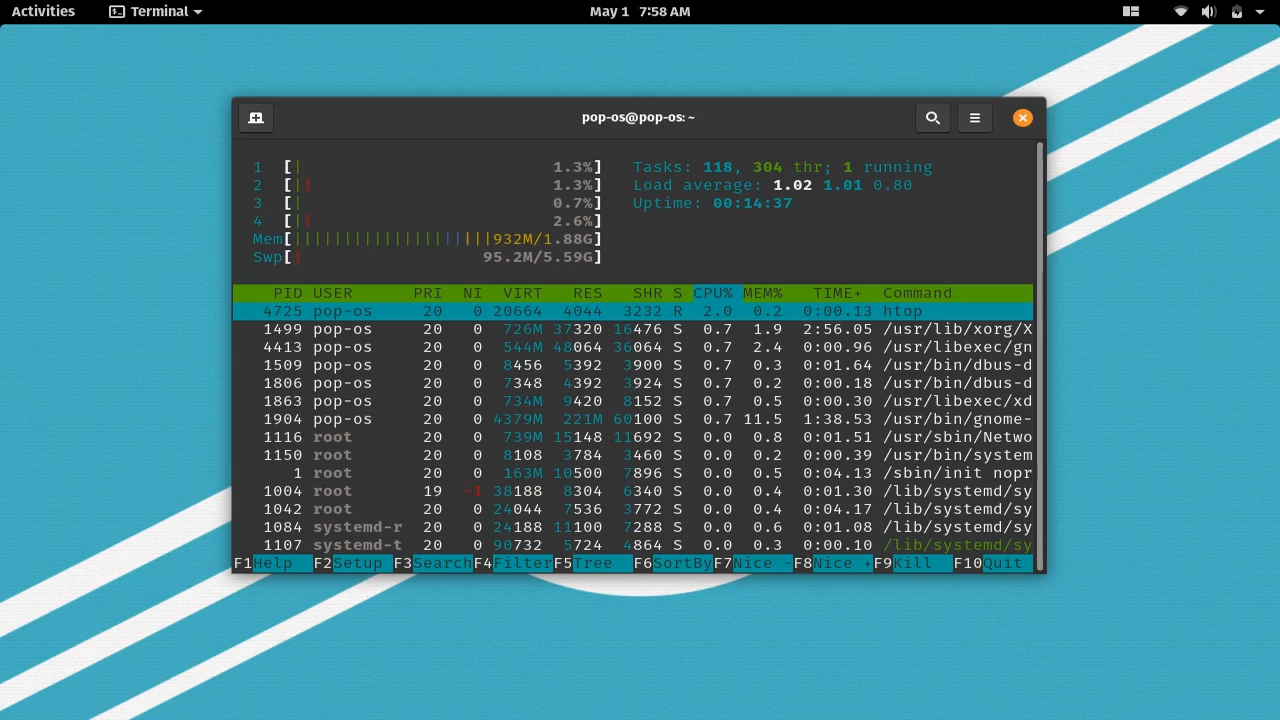 Activities Terminal May 1 7:58 AM
pop-os@pop-os: ~
1 [| 1.3%] Tasks: 118, 304 thr; 1 running
2 [|| 1.3%] Load average: 1.02 1.01 0.80
3 [| 0.7%] Uptime: 00:14:37
4 [|| 2.6%]
Mem[||||||||||||||||||||932M/1.88G]
Swp[| 95.2M/5.59G]
PID USER PRI NI VIRT RES SHR S CPU% MEM% TIME+ Command
4725 pop-os 20 0 20664 4044 3232 R 2.0 0.2 0:00.13 htop
1499 pop-os 20 0 726M 37320 16476 S 0.7 1.9 2:56.05 /usr/lib/xorg/X
4413 pop-os 20 0 544M 48064 36064 S 0.7 2.4 0:00.96 /usr/libexec/gn
1509 pop-os 20 0 8456 5392 3900 S 0.7 0.3 0:01.64 /usr/bin/dbus-d
1806 pop-os 20 0 7348 4392 3924 S 0.7 0.2 0:00.18 /usr/bin/dbus-d
1863 pop-os 20 0 734M 9420 8152 S 0.7 0.5 0:00.30 /usr/libexec/xd
1904 pop-os 20 0 4379M 221M 60100 S 0.7 11.5 1:38.53 /usr/bin/gnome-
1116 root 20 0 739M 15148 11692 S 0.0 0.8 0:01.51 /usr/sbin/Netwo
1150 root 20 0 8108 3784 3460 S 0.0 0.2 0:00.39 /usr/bin/system
1 root 20 0 163M 10500 7896 S 0.0 0.5 0:04.13 /sbin/init nopr
1004 root 19 -1 38188 8304 6340 S 0.0 0.4 0:01.30 /lib/systemd/sy
1042 root 20 0 24044 7536 3772 S 0.0 0.4 0:04.17 /lib/systemd/sy
1084 systemd-r 20 0 24188 11100 7288 S 0.0 0.6 0:01.08 /lib/systemd/sy
1107 systemd-t 20 0 90732 5724 4864 S 0.0 0.3 0:00.10 /lib/systemd/sy
F1Help F2Setup F3SearchF4FilterF5Tree F6SortByF7Nice -F8Nice +F9Kill F10Quit